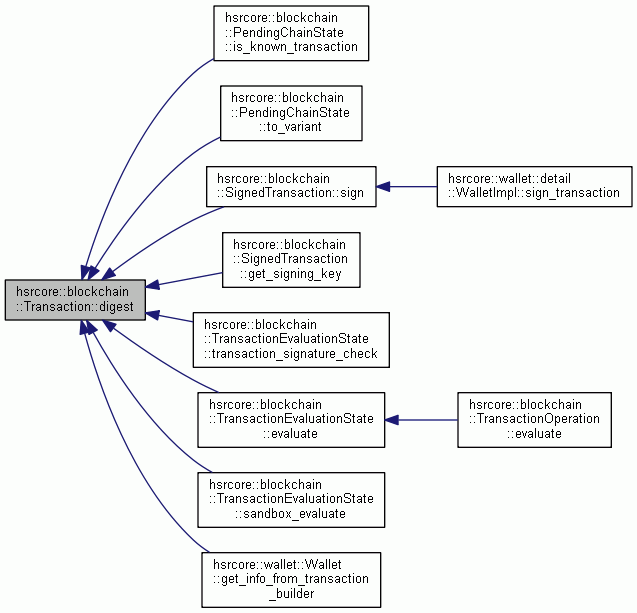 hsrcore::blockchain
::PendingChainState
::is_known_transaction
hsrcore::blockchain
::PendingChainState
::to_variant
hsrcore::blockchain
::SignedTransaction::sign
hsrcore::wallet::detail
::WalletImpl::sign_transaction
hsrcore::blockchain
::SignedTransaction
::get_signing_key
hsrcore::blockchain
::Transaction::digest
hsrcore::blockchain
::TransactionEvaluationState
::transaction_signature_check
hsrcore::blockchain
::TransactionEvaluationState
::evaluate
hsrcore::blockchain
::TransactionOperation
::evaluate
hsrcore::blockchain
::TransactionEvaluationState
::sandbox_evaluate
hsrcore::wallet::Wallet
::get_info_from_transaction
_builder